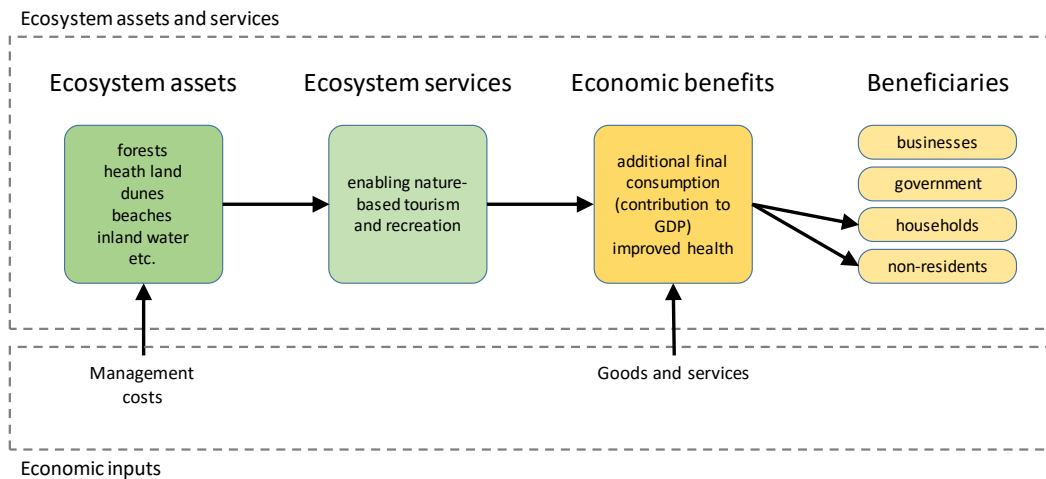 Ecosystem assets and services
Ecosystem assets
Ecosystem services
Economic benefits
Beneficiaries
forests
heath land
dunes
beaches
inland water
etc.
enabling nature-
based tourism
and recreation
additional final
consumption
(contribution to
GDP)
improved health
businesses
government
households
non-residents
Management
costs
Goods and services
Economic inputs